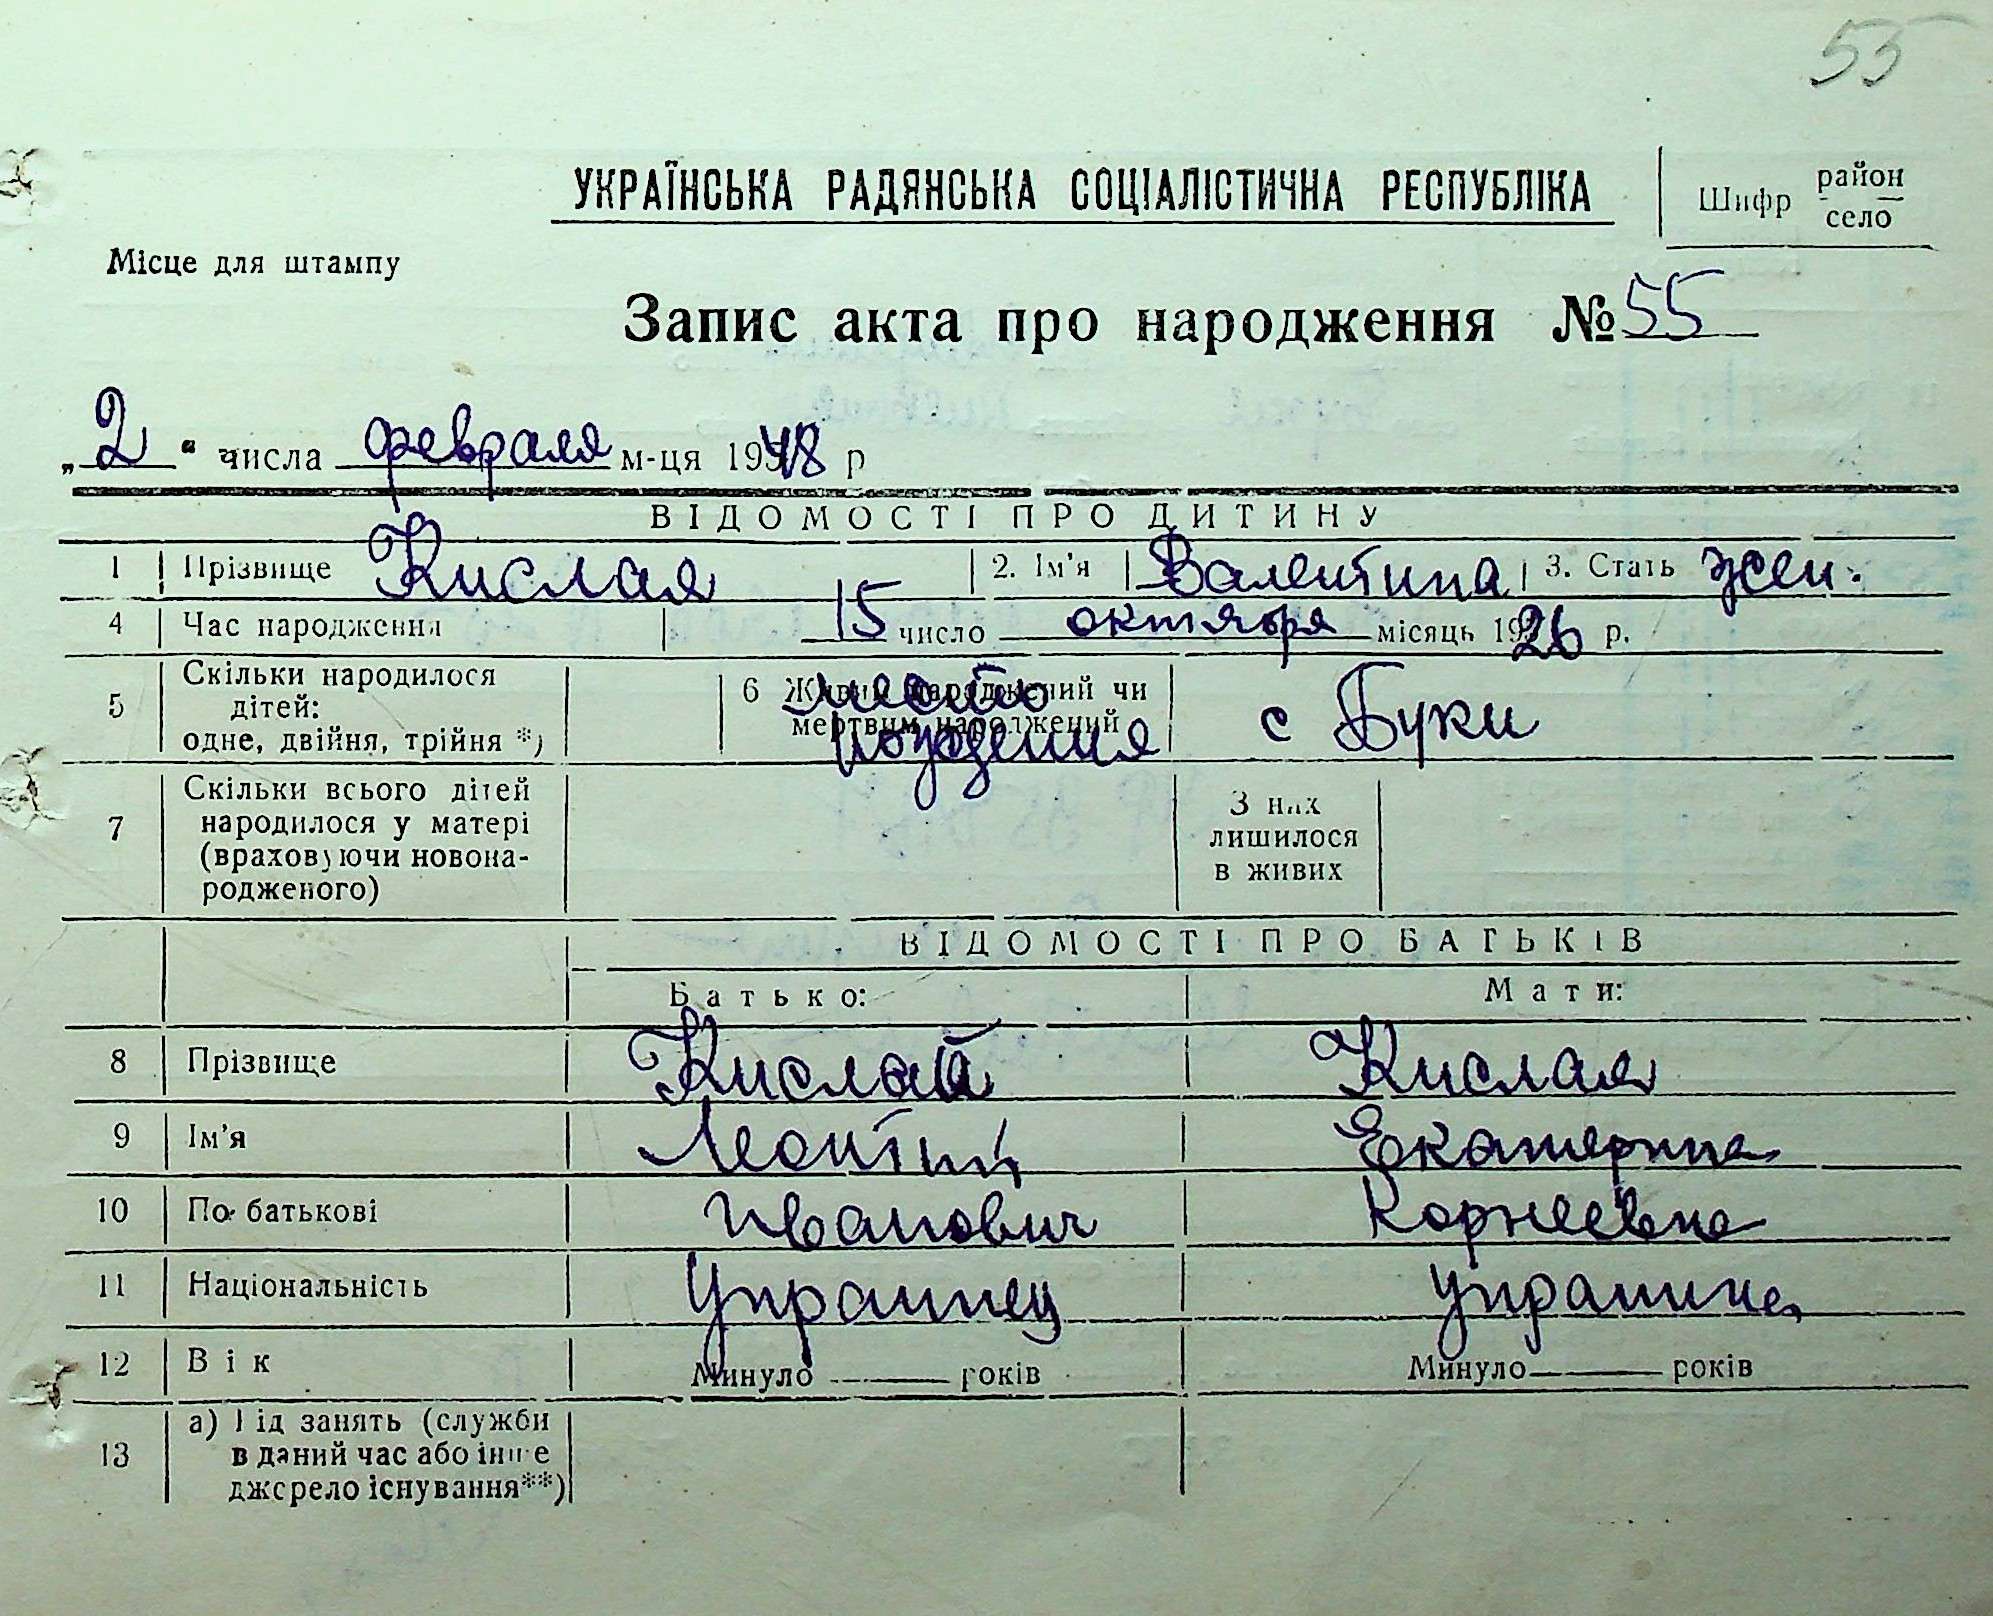 55
УКРАЇНСЬКА РАДЯНСЬКА СОЦІАЛІСТИЧНА РЕСПУБЛІКА
Шифр район село
Місце для штампу
Запис акта про народження № 55
„2“ числа февраля м-ця 1948 р
ВІДОМОСТІ ПРО ДИТИНУ
1 Прізвище Кислая 2. Ім'я Валентина 3. Стать жен.
4 Час народження 15 число октября місяць 1926 р.
5 Скільки народилося дітей: одне, двійня, трійня *)
6 Живим народжений чи мертвим народжений
место рождения
с Буки
7 Скільки всього дітей
народилося у матері
(враховуючи новона-
родженого)
З них
лишилося
в живих
ВІДОМОСТІ ПРО БАТЬКІВ
Батько: Мати:
8 Прізвище Кислай Кислая
9 Ім'я Леонтий Екатерина
10 По батькові Иванович Корнеевна
11 Національність Украинец украинка
12 Вік Минуло років Минуло років
13 а) Рід занять (служби
в даний час або інше
джерело існування**)